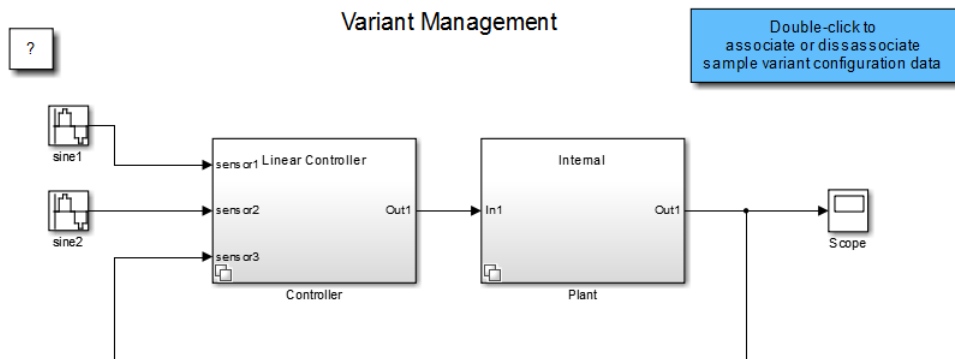 Variant Management
?
Double-click to
associate or dissassociate
sample variant configuration data
sine1
sine2
Linear Controller
sensor1
sensor2
sensor3
Out1
Controller
Internal
In1
Out1
Plant
Scope